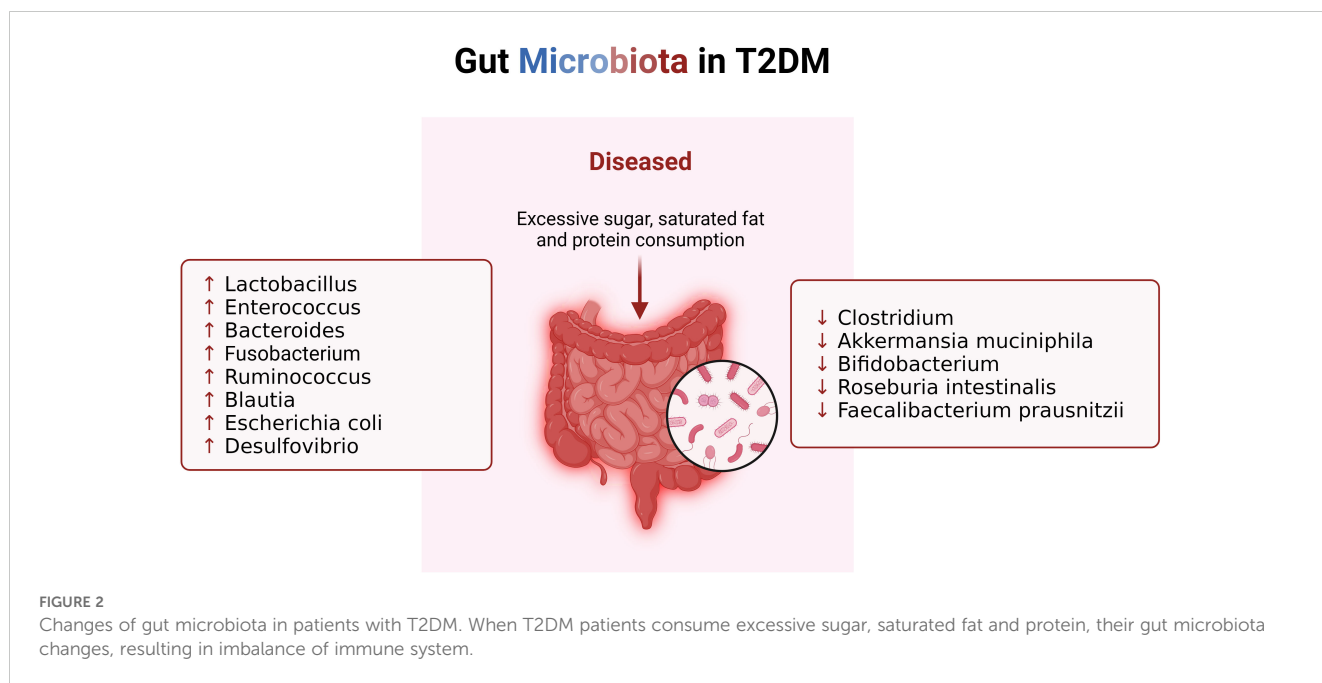 Gut Microbiota in T2DM
Diseased
Excessive sugar, saturated fat
and protein consumption
↑ Lactobacillus
↑ Enterococcus
↑ Bacteroides
↑ Fusobacterium
↑ Ruminococcus
↑ Blautia
↑ Escherichia coli
↑ Desulfovibrio
↓ Clostridium
↓ Akkermansia muciniphila
↓ Bifidobacterium
↓ Roseburia intestinalis
↓ Faecalibacterium prausnitzii
FIGURE 2
Changes of gut microbiota in patients with T2DM. When T2DM patients consume excessive sugar, saturated fat and protein, their gut microbiota
changes, resulting in imbalance of immune system.